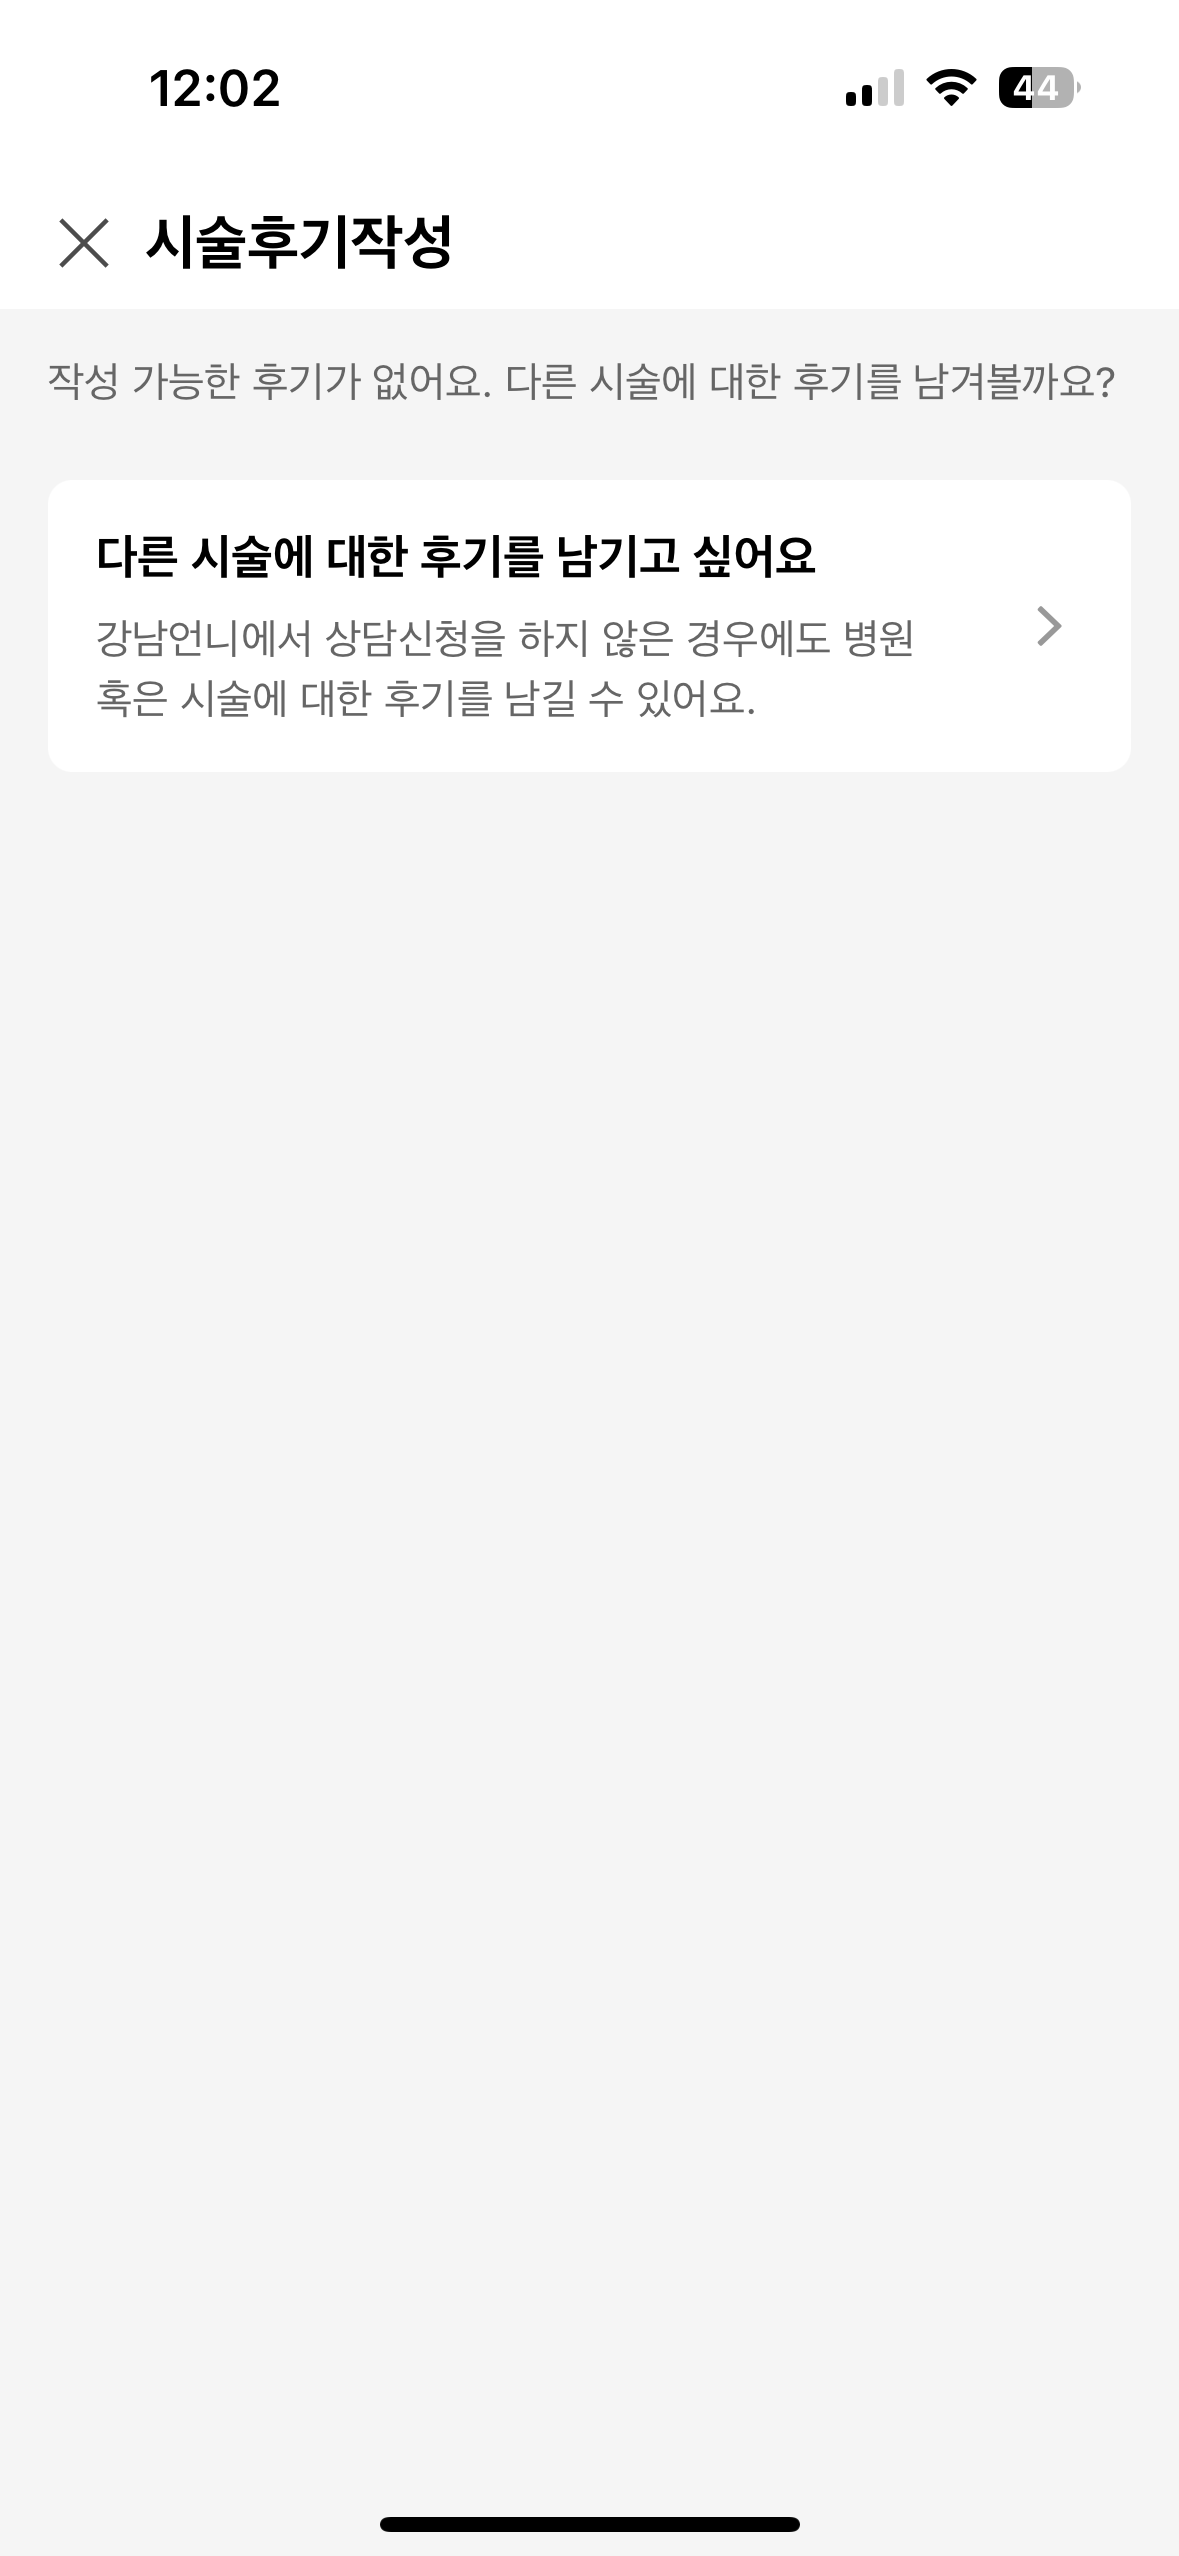 12:02
44
시술후기작성
작성 가능한 후기가 없어요. 다른 시술에 대한 후기를 남겨볼까요?
다른 시술에 대한 후기를 남기고 싶어요
강남언니에서 상담신청을 하지 않은 경우에도 병원
혹은 시술에 대한 후기를 남길 수 있어요.